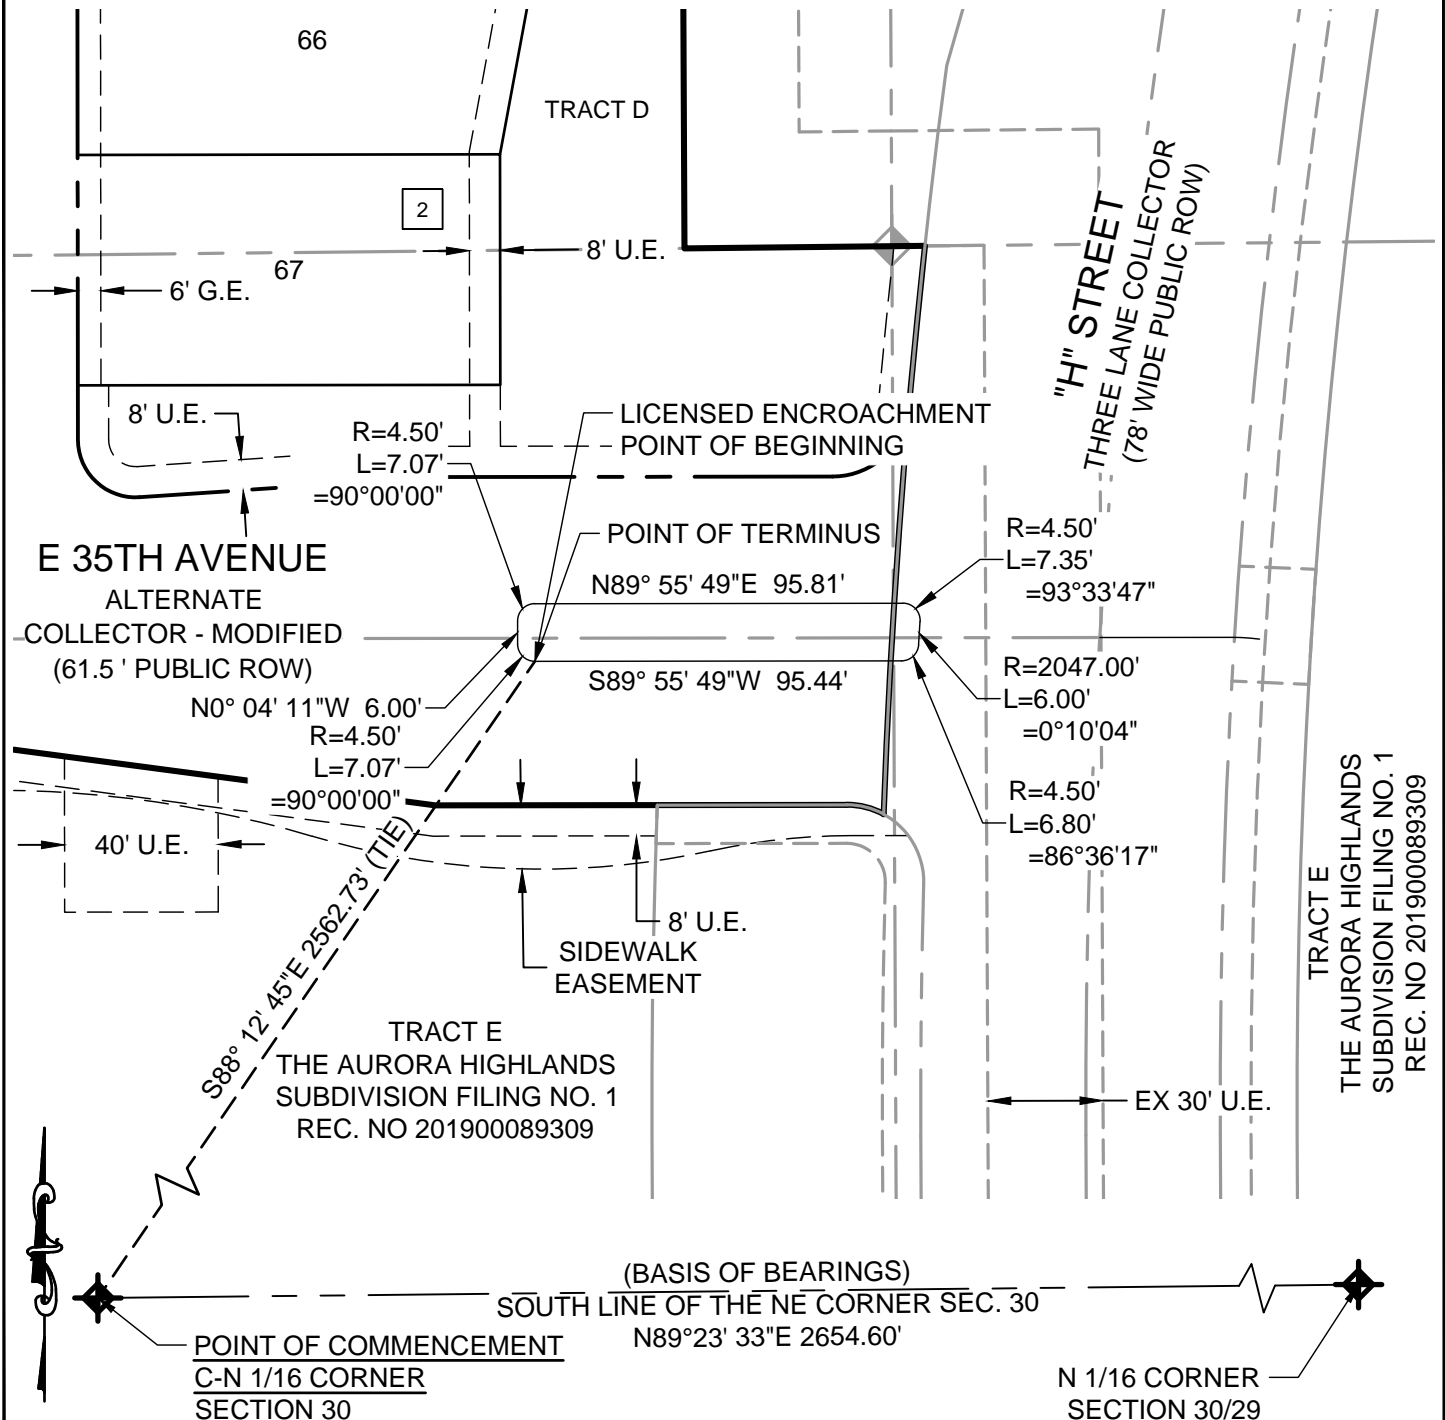 66
TRACT D
2
8' U.E.
67
6' G.E.
"H" STREET
THREE LANE COLLECTOR
(78' WIDE PUBLIC ROW)
8' U.E.
R=4.50'
L=7.07'
=90°00'00"
LICENSED ENCROACHMENT
POINT OF BEGINNING
POINT OF TERMINUS
E 35TH AVENUE
ALTERNATE
COLLECTOR - MODIFIED
(61.5 ' PUBLIC ROW)
N89° 55' 49"E 95.81'
R=4.50'
L=7.35'
=93°33'47"
S89° 55' 49"W 95.44'
N0° 04' 11"W 6.00'
R=4.50'
L=7.07'
=90°00'00"
R=2047.00'
L=6.00'
=0°10'04"
R=4.50'
L=6.80'
=86°36'17"
40' U.E.
8' U.E.
SIDEWALK
EASEMENT
S88° 12' 45"E 2562.73' (TIE)
TRACT E
THE AURORA HIGHLANDS
SUBDIVISION FILING NO. 1
REC. NO 201900089309
TRACT E
THE AURORA HIGHLANDS
SUBDIVISION FILING NO. 1
REC. NO 201900089309
EX 30' U.E.
(BASIS OF BEARINGS)
SOUTH LINE OF THE NE CORNER SEC. 30
N89°23' 33"E 2654.60'
POINT OF COMMENCEMENT
C-N 1/16 CORNER
SECTION 30
N 1/16 CORNER
SECTION 30/29